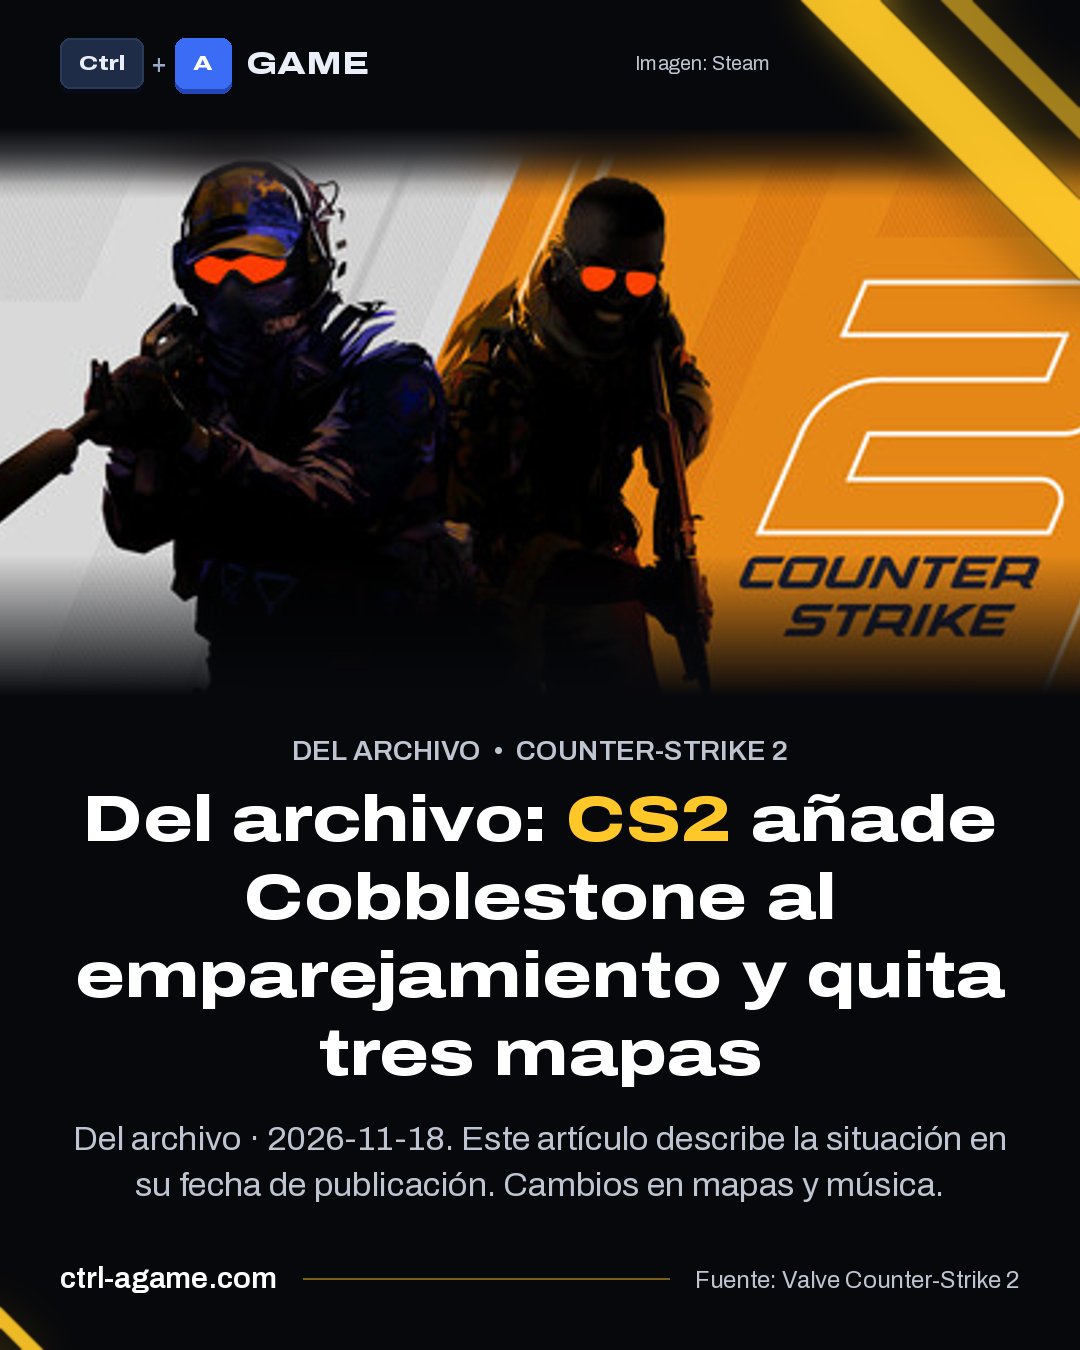 Ctrl + A GAME
Imagen: Steam
2
COUNTER
STRIKE
DEL ARCHIVO • COUNTER-STRIKE 2
Del archivo: CS2 añade
Cobblestone al
emparejamiento y quita
tres mapas
Del archivo · 2026-11-18. Este artículo describe la situación en
su fecha de publicación. Cambios en mapas y música.
ctrl-agame.com
Fuente: Valve Counter-Strike 2